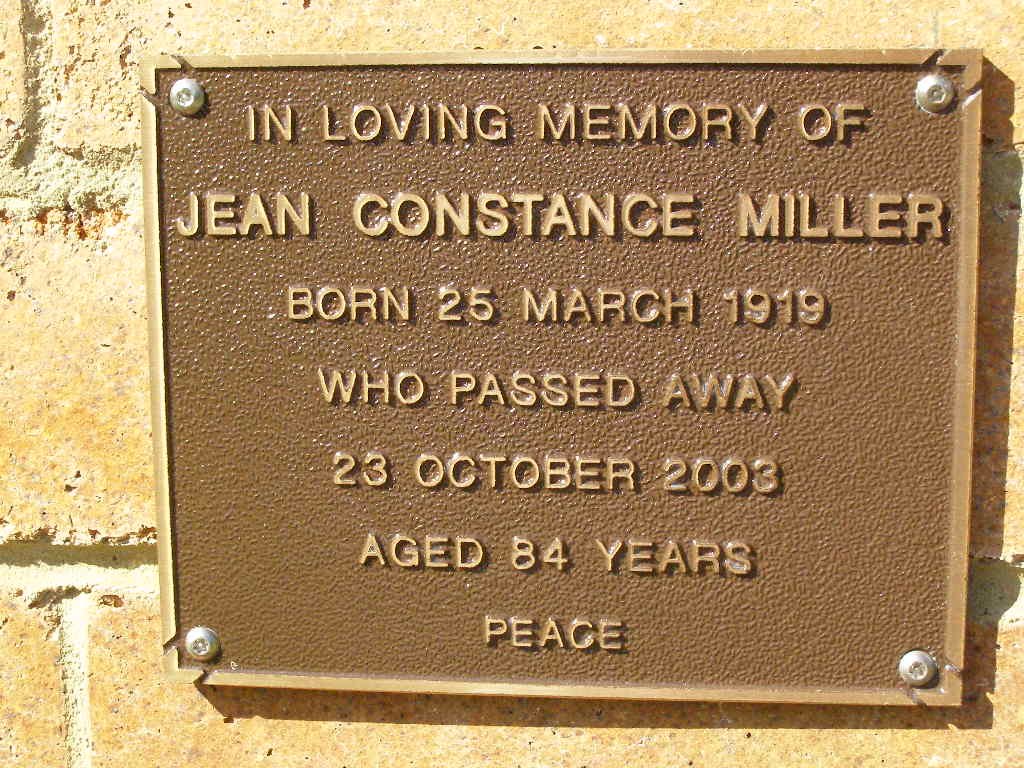 IN LOVING MEMORY OF
JEAN CONSTANCE MILLER
BORN 25 MARCH 1919
WHO PASSED AWAY
23 OCTOBER 2003
AGED 84 YEARS
PEACE